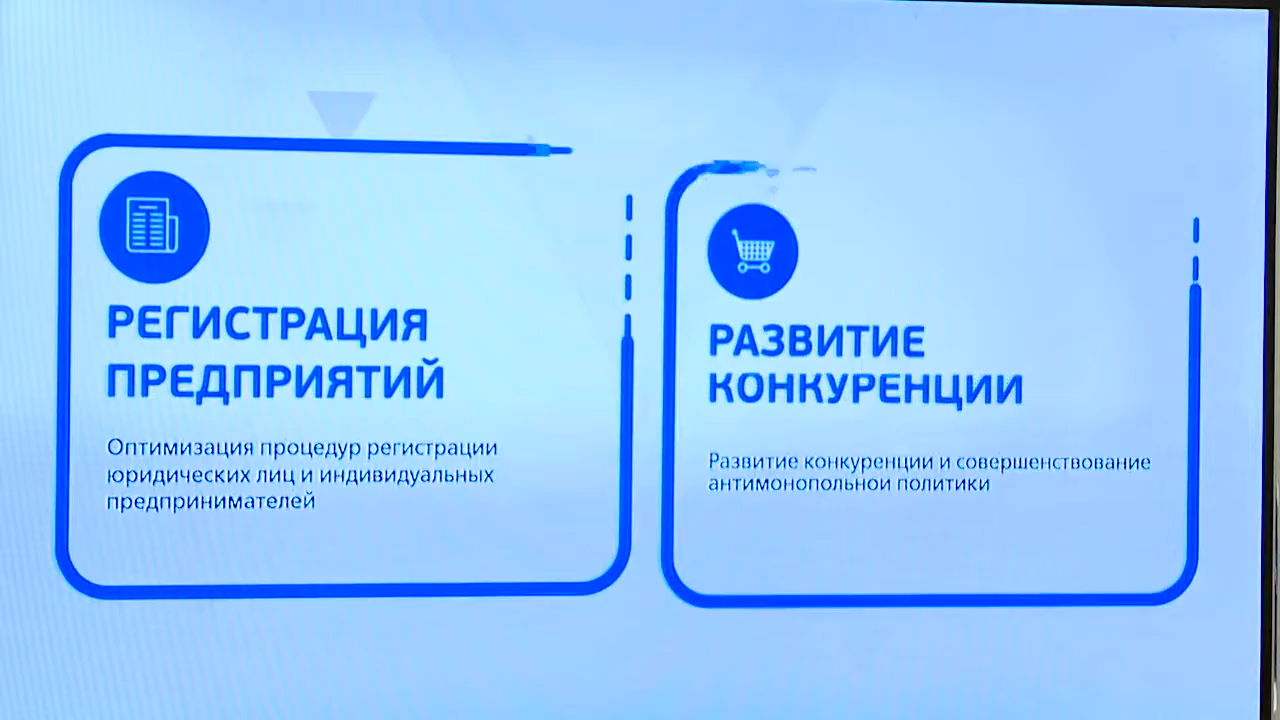 РЕГИСТРАЦИЯ
ПРЕДПРИЯТИЙ
Оптимизация процедур регистрации
юридических лиц и индивидуальных
предпринимателей
РАЗВИТИЕ
КОНКУРЕНЦИИ
Развитие конкуренции и совершенствование
антимонопольной политики